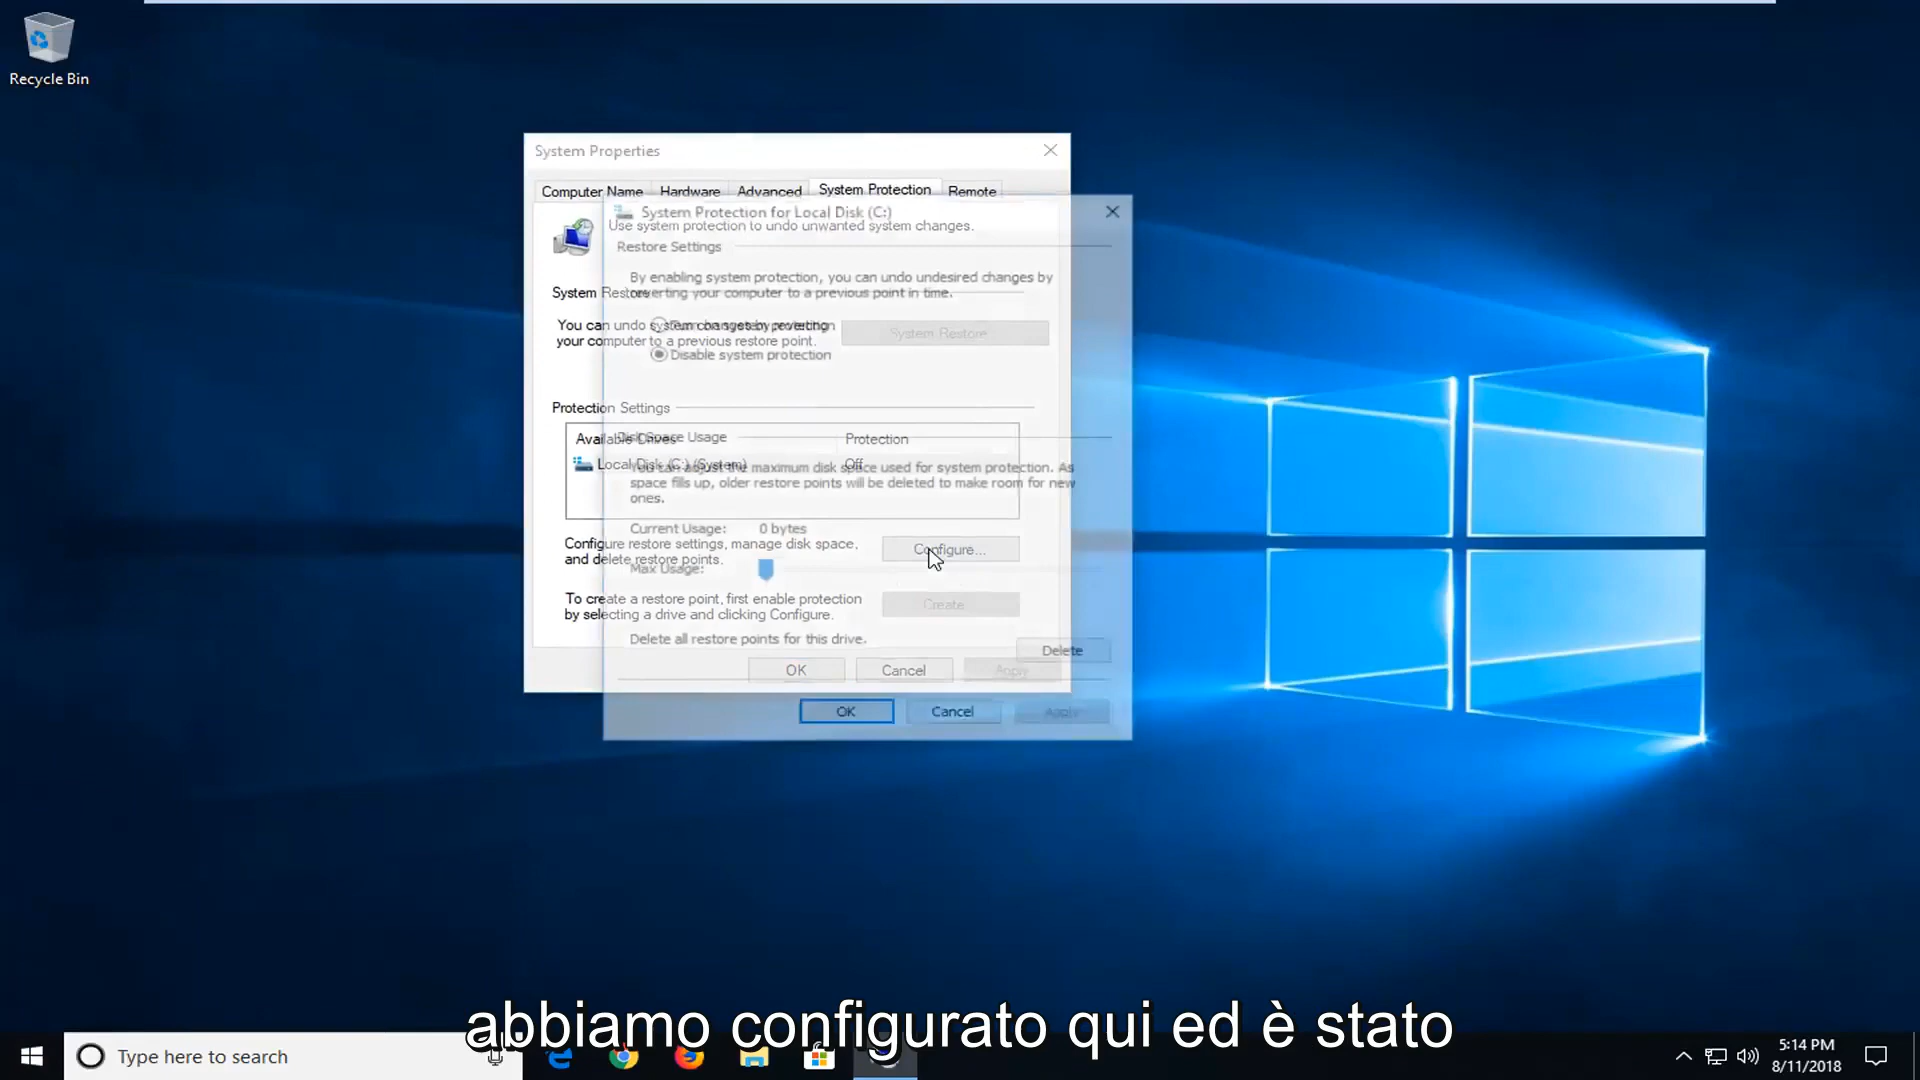 Recycle Bin
System Properties
Computer Name
Hardware
Advanced
System Protection
Remote
System Protection for Local Disk (C:)
Use system protection to undo unwanted system changes.
Restore Settings
By enabling system protection, you can undo undesired changes by
reverting your computer to a previous point in time.
System Restore
You can undo system changes by reverting
your computer to a previous restore point.
System Restore
Disable system protection
Protection Settings
Disk Space Usage
Available Drives
Protection
Local Disk (C:) (System)
Off
You can adjust the maximum disk space used for system protection. As
space fills up, older restore points will be deleted to make room for new
ones.
Current Usage: 0 bytes
Configure restore settings, manage disk space,
and delete restore points.
Configure...
Max Usage:
To create a restore point, first enable protection
by selecting a drive and clicking Configure.
Create
Delete all restore points for this drive.
Delete
OK
Cancel
Apply
OK
Cancel
Apply
abbiamo configurato qui ed è stato
Type here to search
5:14 PM
8/11/2018